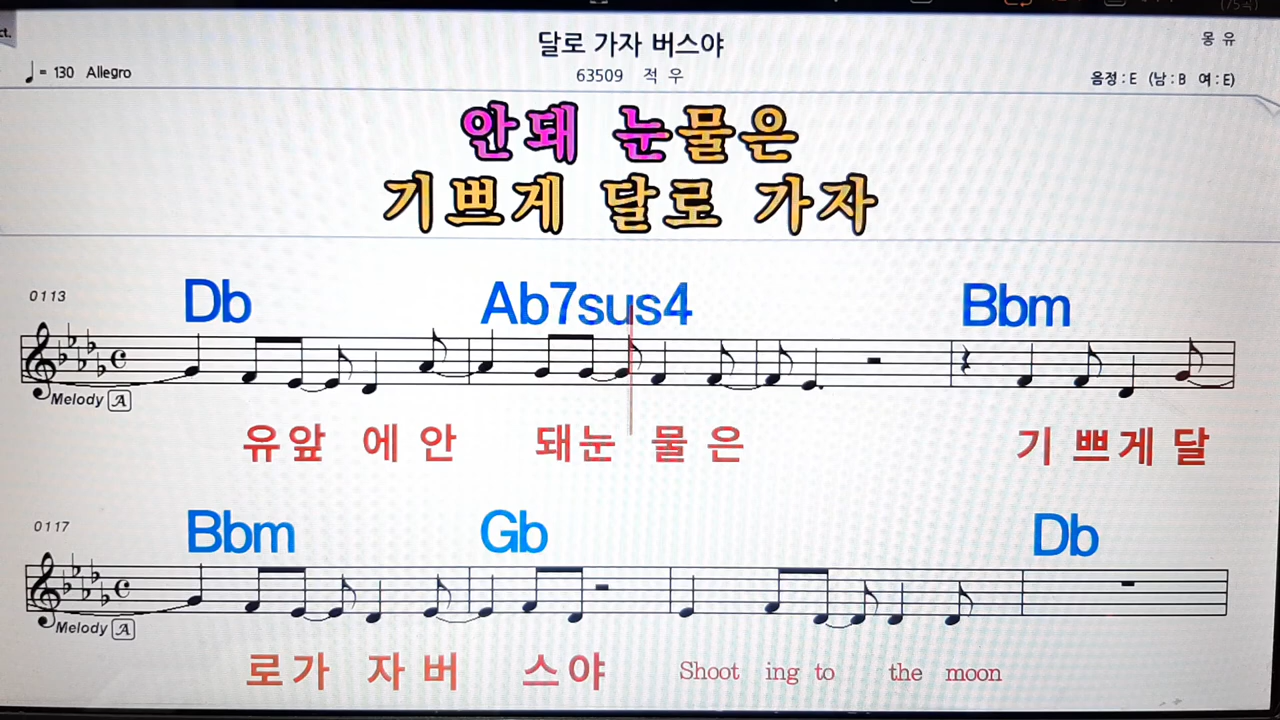 ct.
달로 가자 버스야
몽 유
♩ = 130 Allegro
63509 적 우
음정 : E (남 : B 여 : E)
안돼 눈물은
기쁘게 달로 가자
0113
Db Ab7sus4 Bbm
Melody A
유앞 에 안 돼눈 물 은 기 쁘게 달
0117
Bbm Gb Db
Melody A
로가 자 버 스야 Shoot ing to the moon